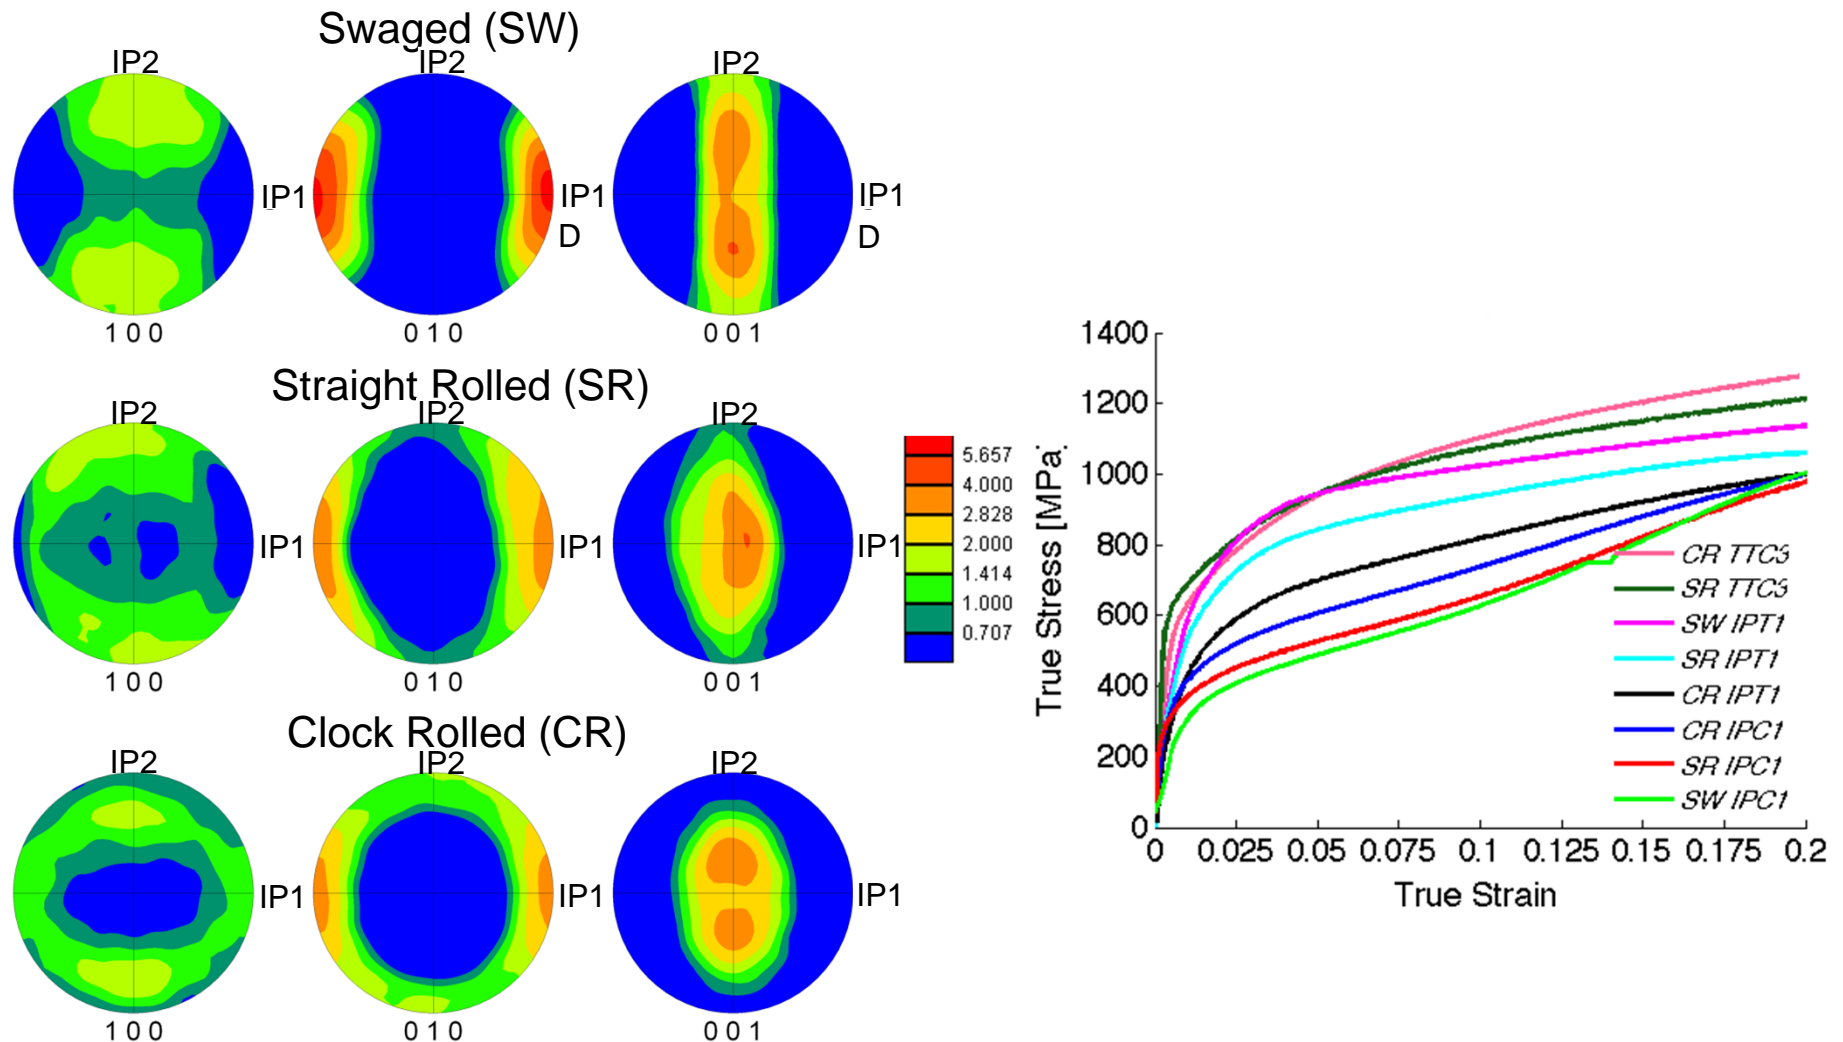 Swaged (SW)
IP2 IP2 IP2
IP1 IP1 IP1
D D
1 0 0 0 1 0 0 0 1
Straight Rolled (SR)
IP2 IP2 IP2
IP1 IP1 IP1
1 0 0 0 1 0 0 0 1
Clock Rolled (CR)
IP2 IP2 IP2
IP1 IP1 IP1
1 0 0 0 1 0 0 0 1
5.657
4.000
2.828
2.000
1.414
1.000
0.707
True Stress [MPa]
1400
1200
1000
800
600
400
200
0
CR TTC3
SR TTC3
SW IPT1
SR IPT1
CR IPT1
CR IPC1
SR IPC1
SW IPC1
0 0.025 0.05 0.075 0.1 0.125 0.15 0.175 0.2
True Strain